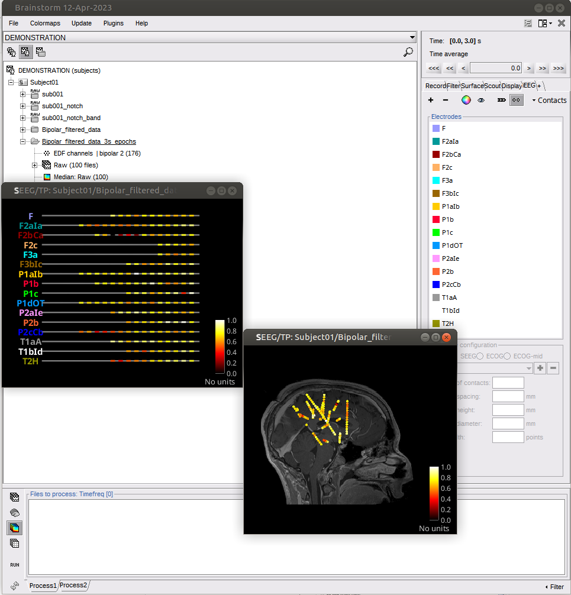 Brainstorm 12-Apr-2023
File Colormaps Update Plugins Help
DEMONSTRATION
DEMONSTRATION (subjects)
Subject01
sub001
sub001_notch
sub001_notch_band
Bipolar_filtered_data
Bipolar_filtered_data_3s_epochs
EDF channels | bipolar 2 (176)
Raw (100 files)
Median: Raw (100)
Time: [0.0, 3.0] s
Time average
<<< << < 0.0 > >> >>>
Record Filter Surface Scout Display EEG +
Contacts
Electrodes
F
F2aIa
F2bCa
F2c
F3a
F3bIc
P1aIb
P1b
P1c
P1dOT
P2aIe
P2b
P2cCb
T1aA
T1bId
T2H
configuration
SEEG ECOG ECOG-mid
of contacts:
spacing: mm
height: mm
diameter: mm
th: points
SEEG/TP: Subject01/Bipolar_filtered_da
F
F2aIa
F2bCa
F2c
F3a
F3bIc
P1aIb
P1b
P1c
P1dOT
P2aIe
P2b
P2cCb
T1aA
T1bId
T2H
1.0
0.8
0.6
0.4
0.2
0.0
No units
SEEG/TP: Subject01/Bipolar_filte
1.0
0.8
0.6
0.4
0.2
0.0
No units
Files to process: Timefreq [0]
RUN
Process1 Process2
Filter